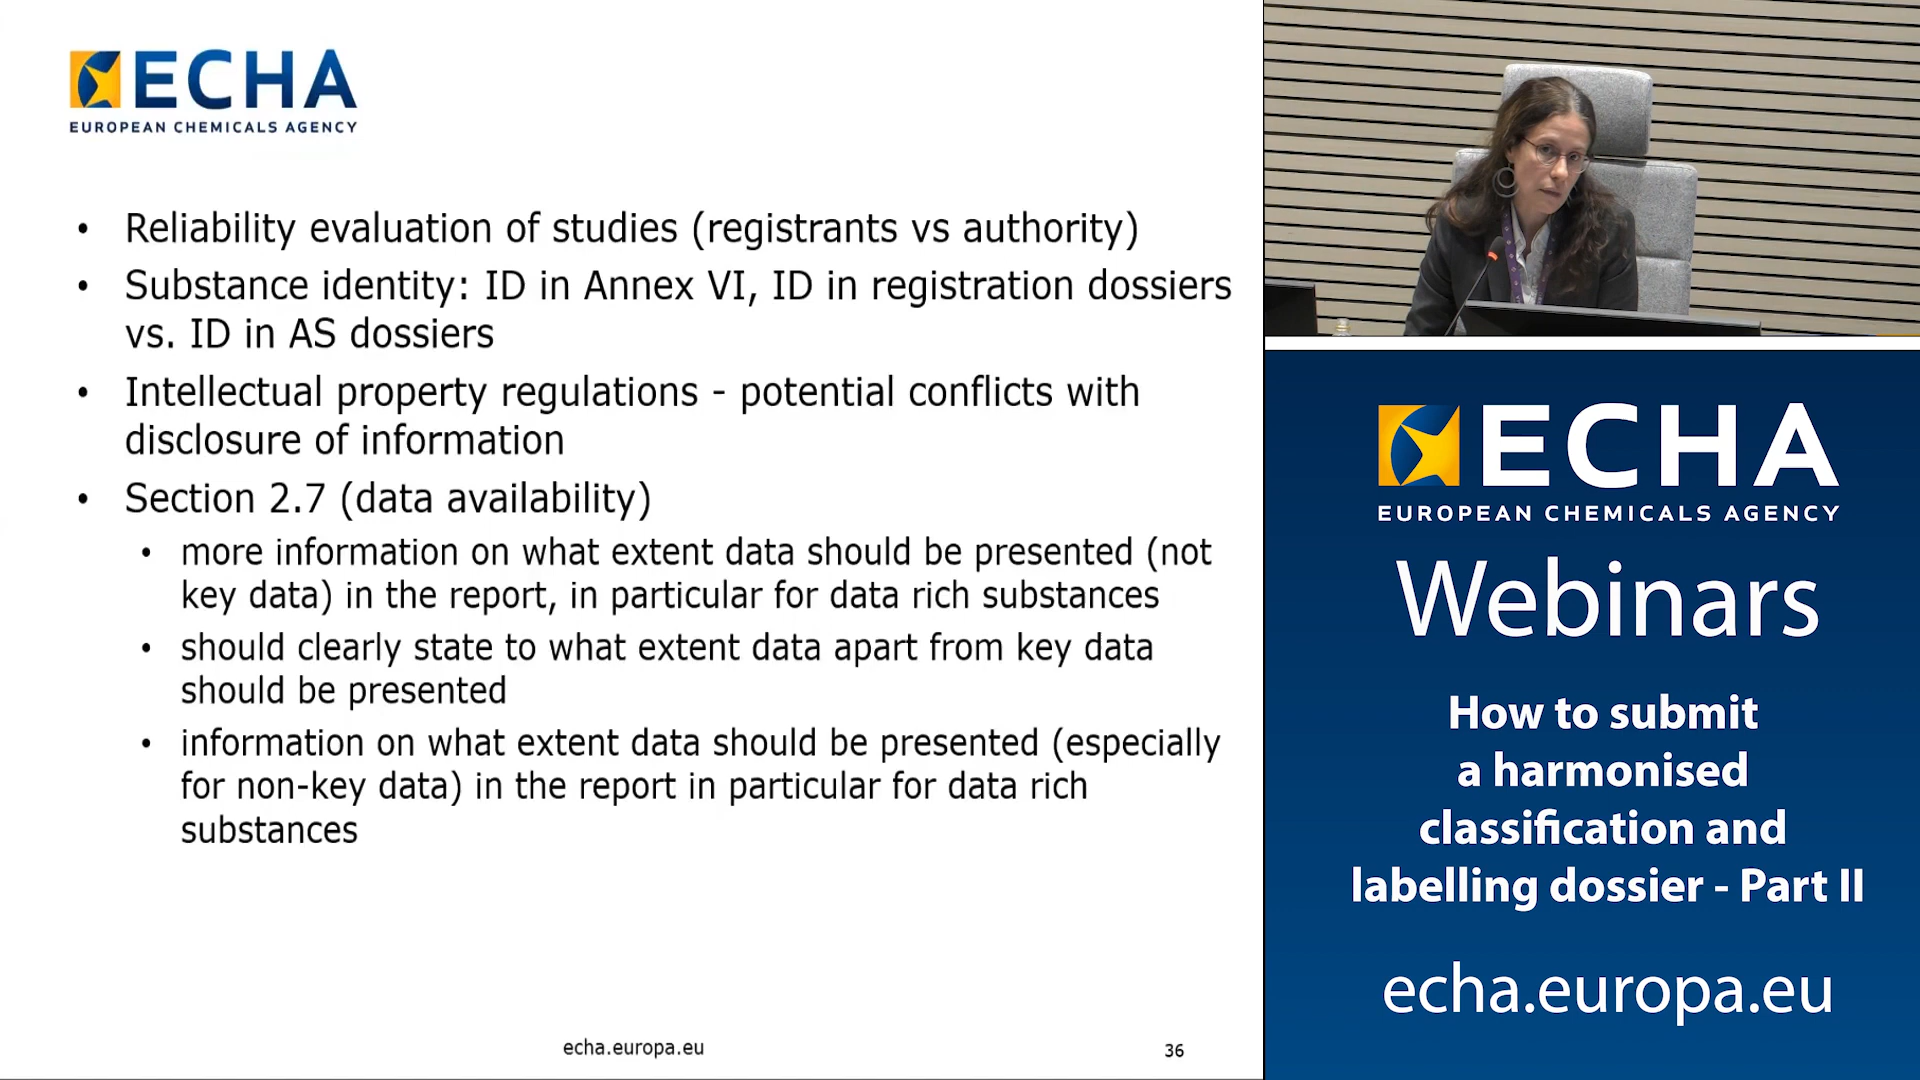 ECHA
EUROPEAN CHEMICALS AGENCY
• Reliability evaluation of studies (registrants vs authority)
• Substance identity: ID in Annex VI, ID in registration dossiers
vs. ID in AS dossiers
• Intellectual property regulations - potential conflicts with
disclosure of information
• Section 2.7 (data availability)
• more information on what extent data should be presented (not
key data) in the report, in particular for data rich substances
• should clearly state to what extent data apart from key data
should be presented
• information on what extent data should be presented (especially
for non-key data) in the report in particular for data rich
substances
echa.europa.eu
36
ECHA
EUROPEAN CHEMICALS AGENCY
Webinars
How to submit
a harmonised
classification and
labelling dossier - Part II
echa.europa.eu